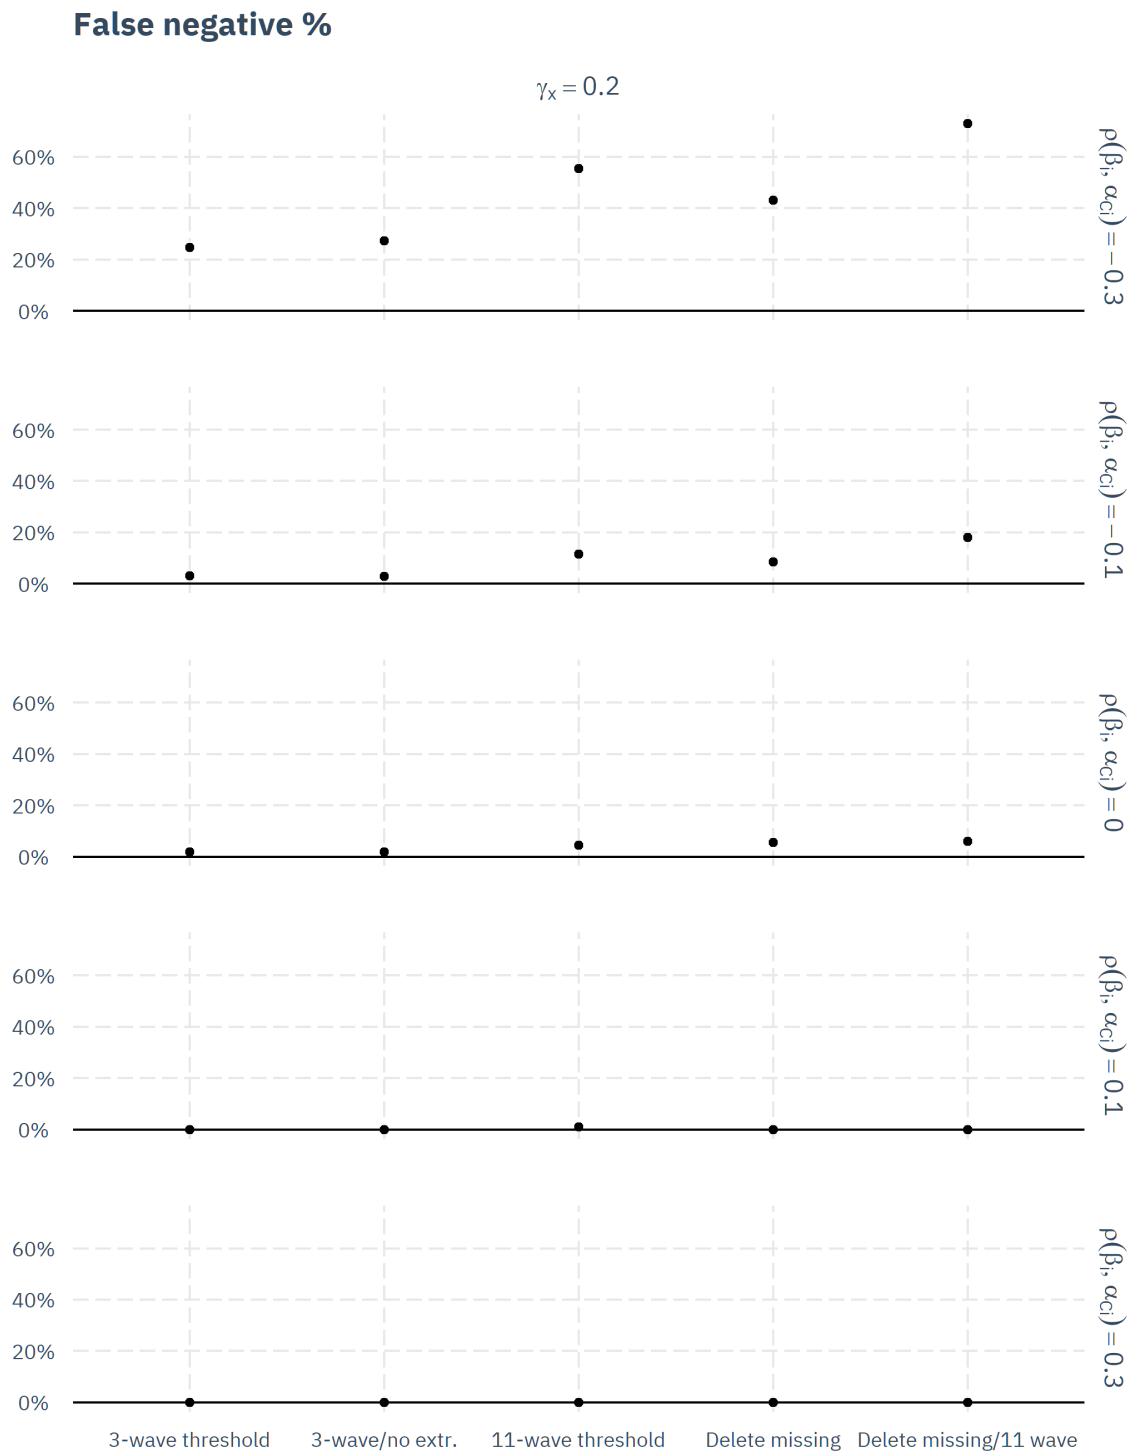 False negative %
γx = 0.2
60%
40%
20%
0%
ρ(βi, αCi) = −0.3
60%
40%
20%
0%
ρ(βi, αCi) = −0.1
60%
40%
20%
0%
ρ(βi, αCi) = 0
60%
40%
20%
0%
ρ(βi, αCi) = 0.1
60%
40%
20%
0%
ρ(βi, αCi) = 0.3
3-wave threshold 3-wave/no extr. 11-wave threshold Delete missing Delete missing/11 wave